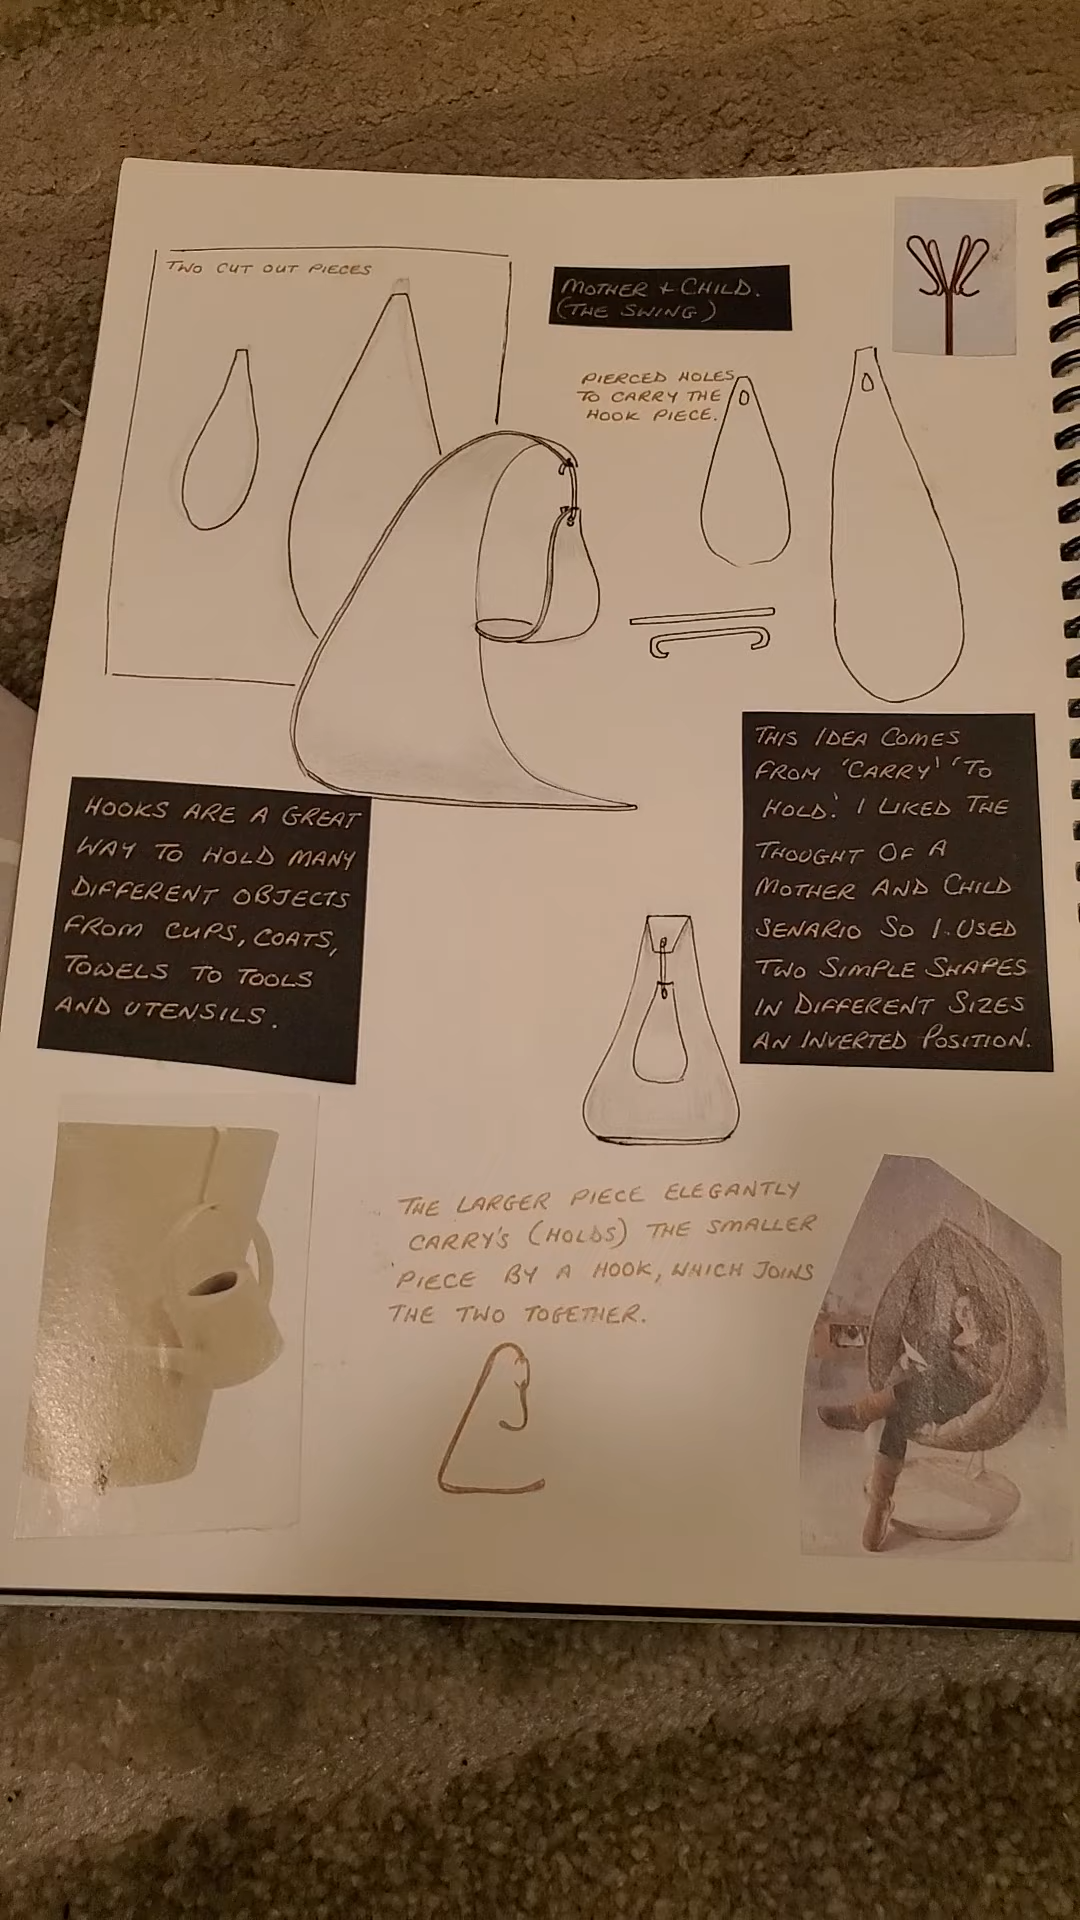 TWO CUT OUT PIECES
MOTHER + CHILD.
(THE SWING)
PIERCED HOLES
TO CARRY THE
HOOK PIECE.
THIS IDEA COMES
FROM 'CARRY' 'TO
HOLD'. I LIKED THE
THOUGHT OF A
MOTHER AND CHILD
SENARIO SO I USED
TWO SIMPLE SHAPES
IN DIFFERENT SIZES
AN INVERTED POSITION.
HOOKS ARE A GREAT
WAY TO HOLD MANY
DIFFERENT OBJECTS
FROM CUPS, COATS,
TOWELS TO TOOLS
AND UTENSILS.
THE LARGER PIECE ELEGANTLY
CARRY'S (HOLDS) THE SMALLER
PIECE BY A HOOK, WHICH JOINS
THE TWO TOGETHER.